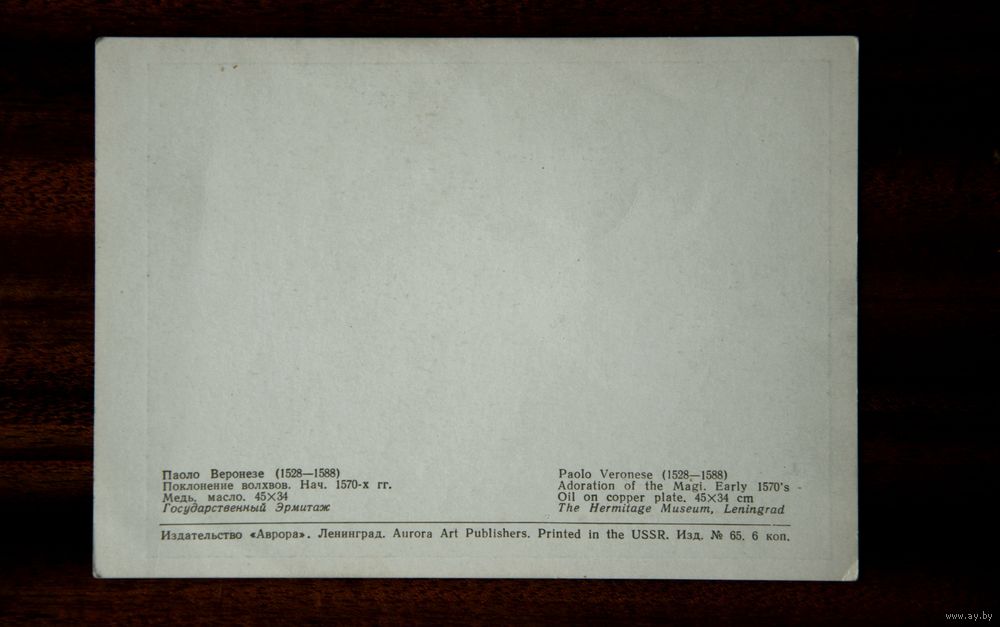 Паоло Веронезе (1528—1588)
Поклонение волхвов. Нач. 1570-х гг.
Медь, масло. 45×34
Государственный Эрмитаж
Paolo Veronese (1528—1588)
Adoration of the Magi. Early 1570's -
Oil on copper plate. 45×34 cm
The Hermitage Museum, Leningrad
Издательство «Аврора». Ленинград. Aurora Art Publishers. Printed in the USSR. Изд. № 65. 6 коп.
www.ay.by